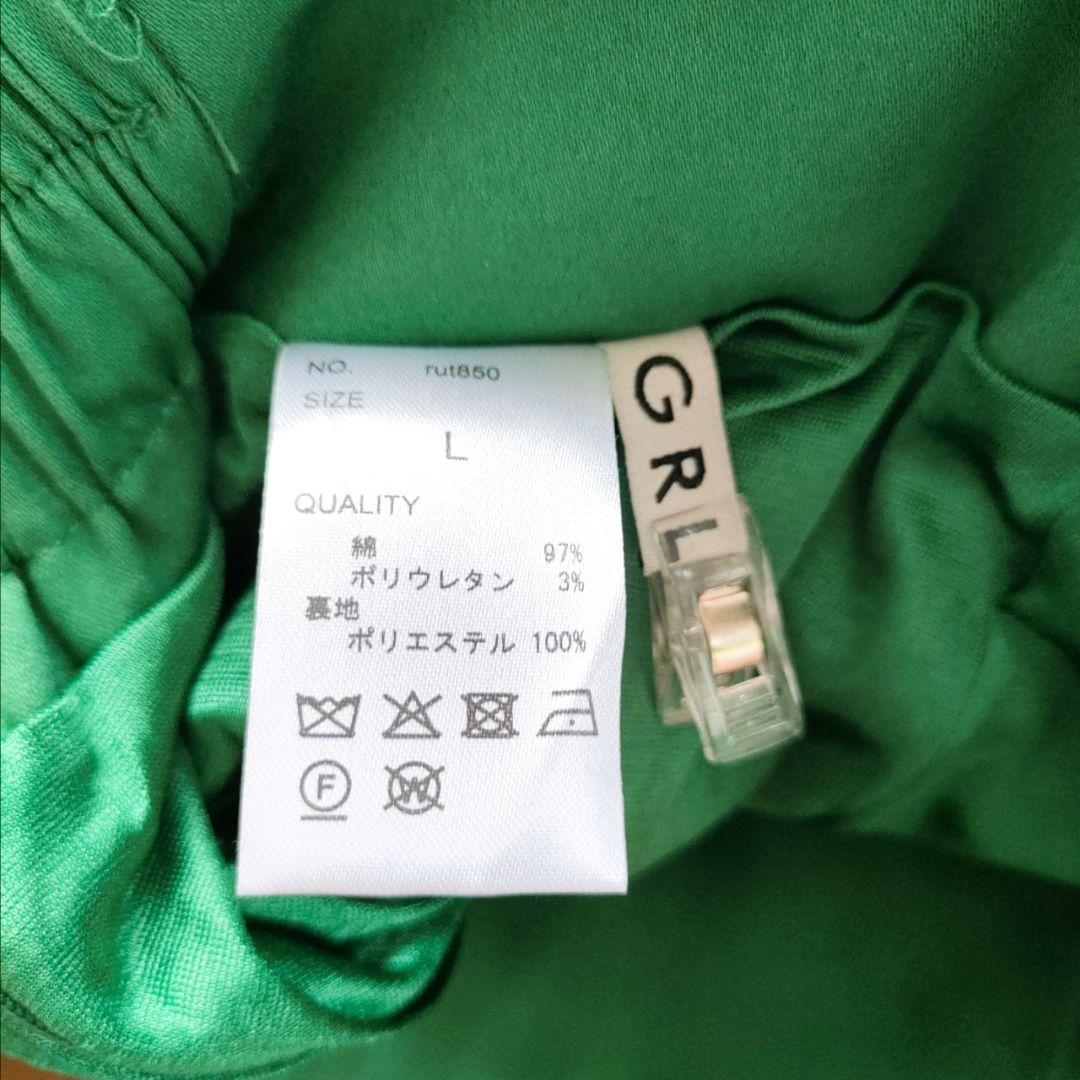 NO. rut850
SIZE
L
QUALITY
綿 97%
ポリウレタン 3%
裏地
ポリエステル 100%
F
W
GRL